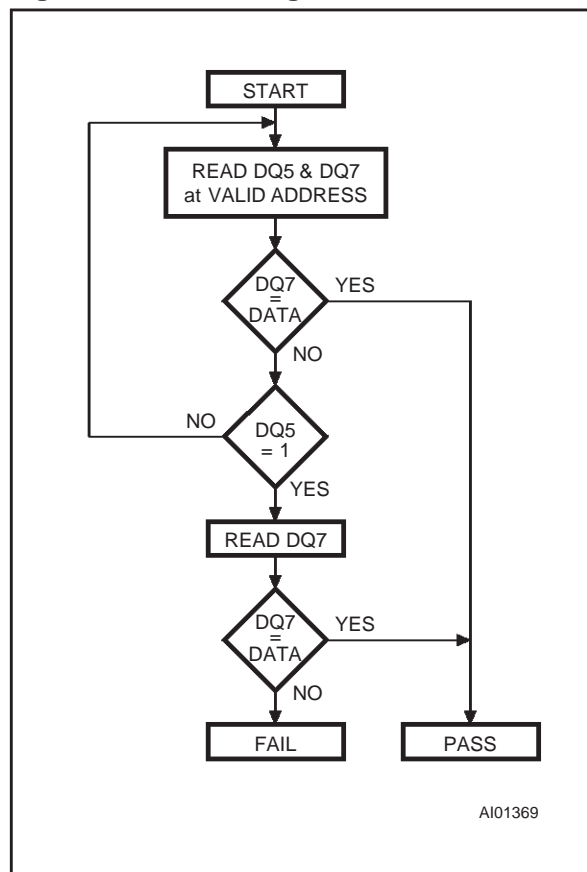 START
READ DQ5 & DQ7
at VALID ADDRESS
DQ7
=
DATA
YES
NO
NO
DQ5
= 1
YES
READ DQ7
DQ7
=
DATA
YES
NO
FAIL
PASS
AI01369